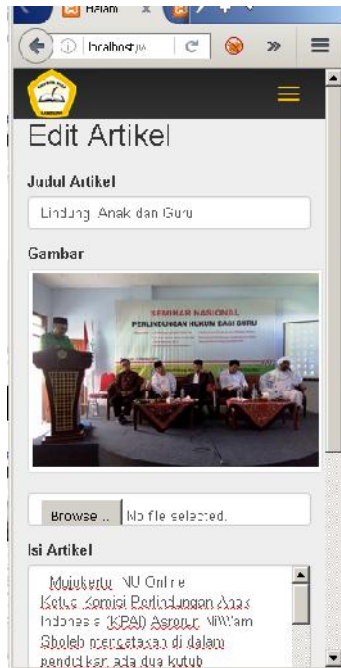 Halam
localhost/w
Edit Artikel
Judul Artikel
Lindungi Anak dan Guru
Gambar
SEMINAR NASIONAL
PERLINDUNGAN HUKUM BAGI GURU
Browse... No file selected.
Isi Artikel
Mojokerto NU Online
Ketua Komisi Perlindungan Anak
Indonesia (KPAI) Asrorun Ni'am
Sholeh mengatakan di dalam
pendidikan ada dua kutub